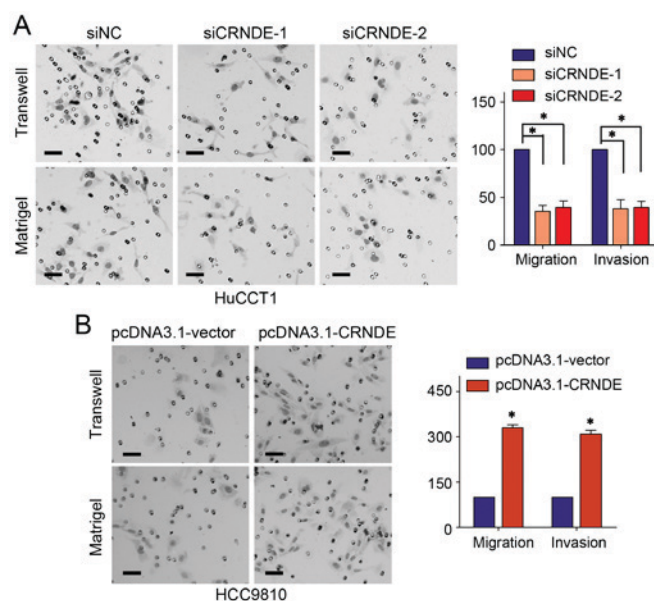 A
siNC siCRNDE-1 siCRNDE-2
Transwell
Matrigel
HuCCT1
siNC
siCRNDE-1
siCRNDE-2
150
100
50
0
* * * *
Migration Invasion
B
pcDNA3.1-vector pcDNA3.1-CRNDE
Transwell
Matrigel
HCC9810
pcDNA3.1-vector
pcDNA3.1-CRNDE
450
300
100
0
* *
Migration Invasion